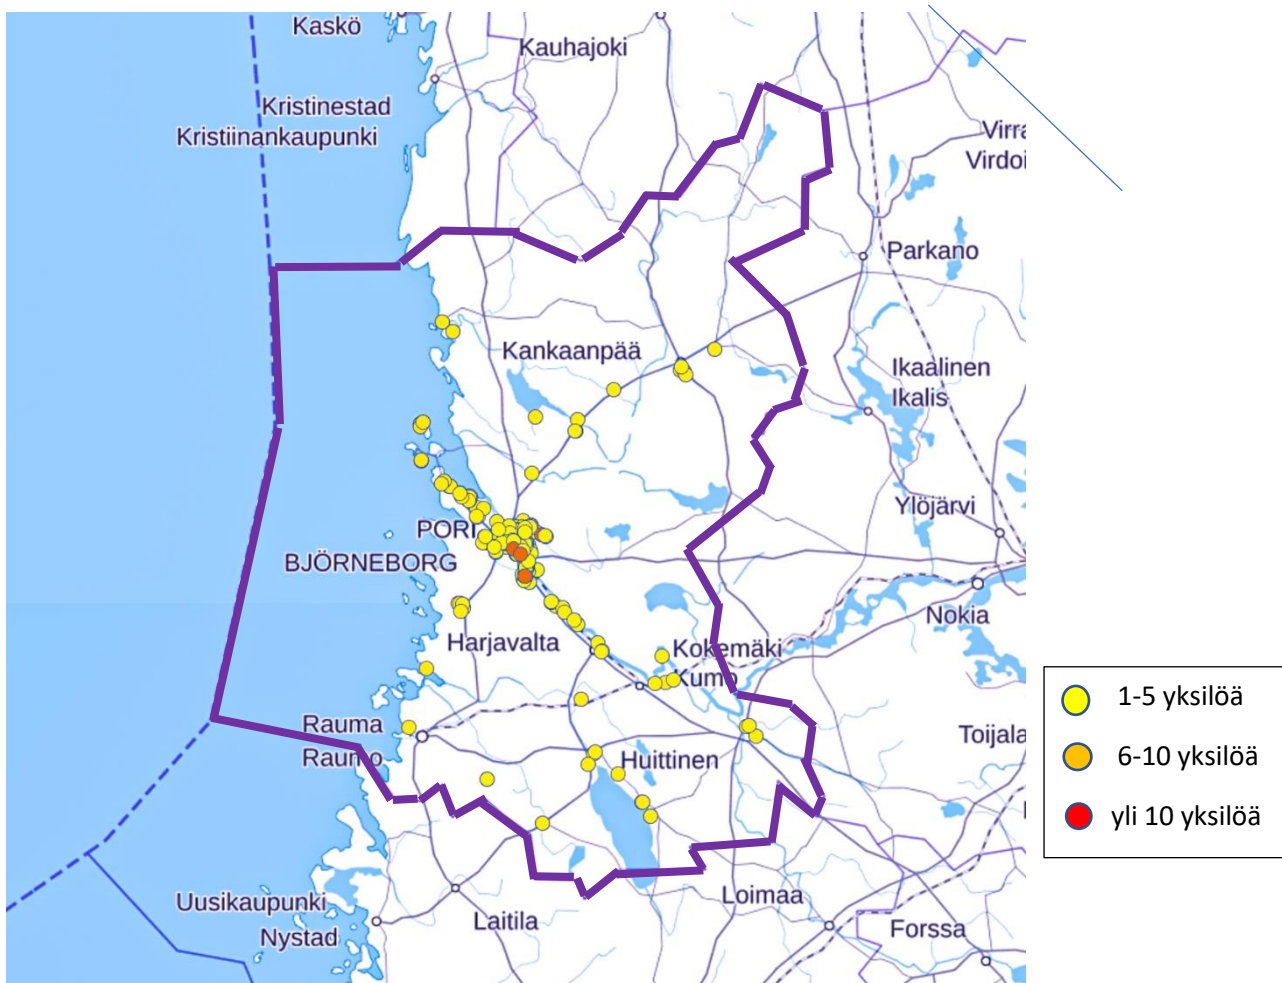 Kaskö
Kauhajoki
Kristinestad
Kristiinankaupunki
Virdoi
Parkano
Kankaanpää
Ikaalinen
Ikalis
Ylöjärvi
PORI
BJÖRNEBORG
Nokia
Harjavalta
Kokemäki
Kumo
Rauma
Raumo
Toijala
Huittinen
Uusikaupunki
Nystad
Laitila
Loimaa
Forssa
1-5 yksilöä
6-10 yksilöä
yli 10 yksilöä